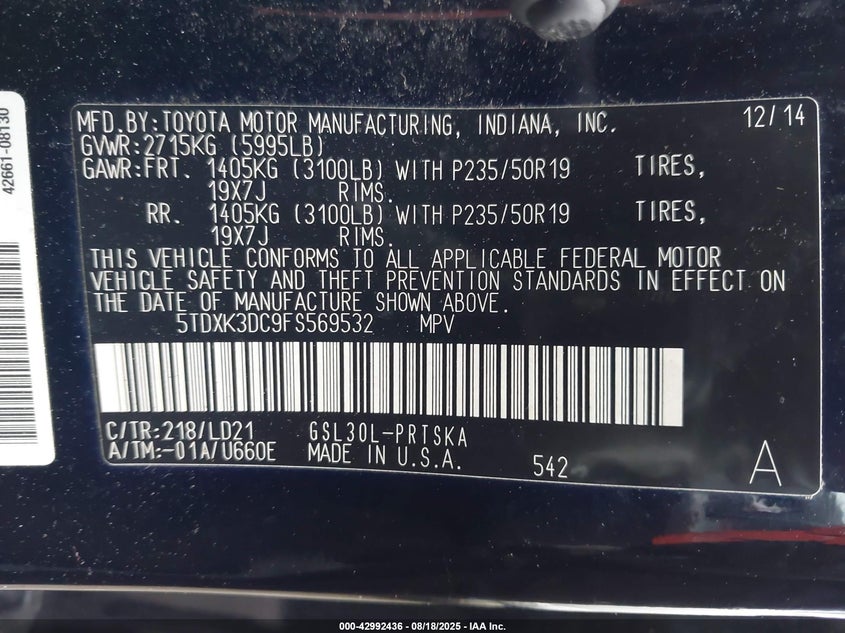 42661-08130
MFD.BY:TOYOTA MOTOR MANUFACTURING, INDIANA, INC. 12/14
GVWR:2715KG (5995LB)
GAWR:FRT. 1405KG (3100LB) WITH P235/50R19 TIRES,
19X7J RIMS.
RR. 1405KG (3100LB) WITH P235/50R19 TIRES,
19X7J RIMS.
THIS VEHICLE CONFORMS TO ALL APPLICABLE FEDERAL MOTOR
VEHICLE SAFETY AND THEFT PREVENTION STANDARDS IN EFFECT ON
THE DATE OF MANUFACTURE SHOWN ABOVE.
5TDXK3DC9FS569532 MPV
C/TR:218/LD21 GSL30L-PRTSKA
A/TM:-01A/U660E MADE IN U.S.A. 542 A
000-42992436 - 08/18/2025 - IAA Inc.